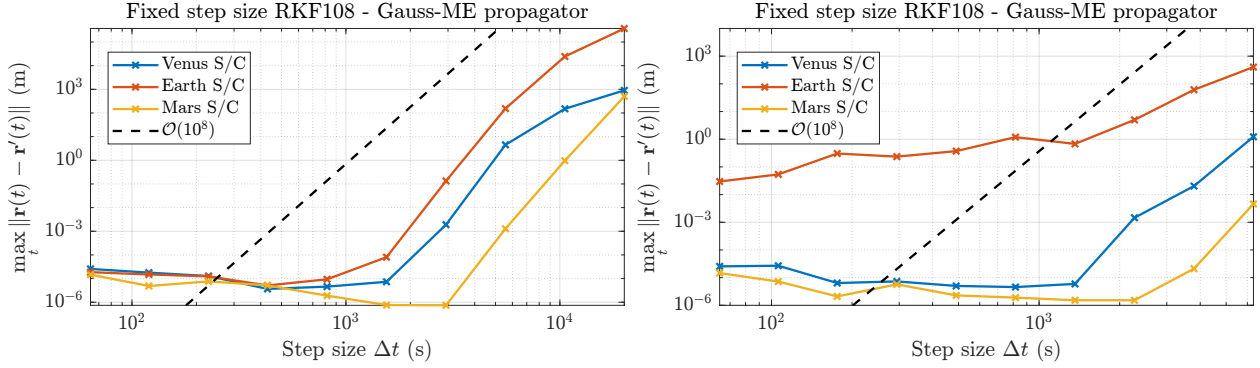 Fixed step size RKF108 - Gauss-ME propagator
Venus S/C
Earth S/C
Mars S/C
𝒪(10⁸)
max_t ‖r(t) − r′(t)‖ (m)
10³
10⁰
10⁻³
10⁻⁶
10²
10³
10⁴
Step size Δt (s)
Fixed step size RKF108 - Gauss-ME propagator
Venus S/C
Earth S/C
Mars S/C
𝒪(10⁸)
max_t ‖r(t) − r′(t)‖ (m)
10³
10⁰
10⁻³
10⁻⁶
10²
10³
Step size Δt (s)